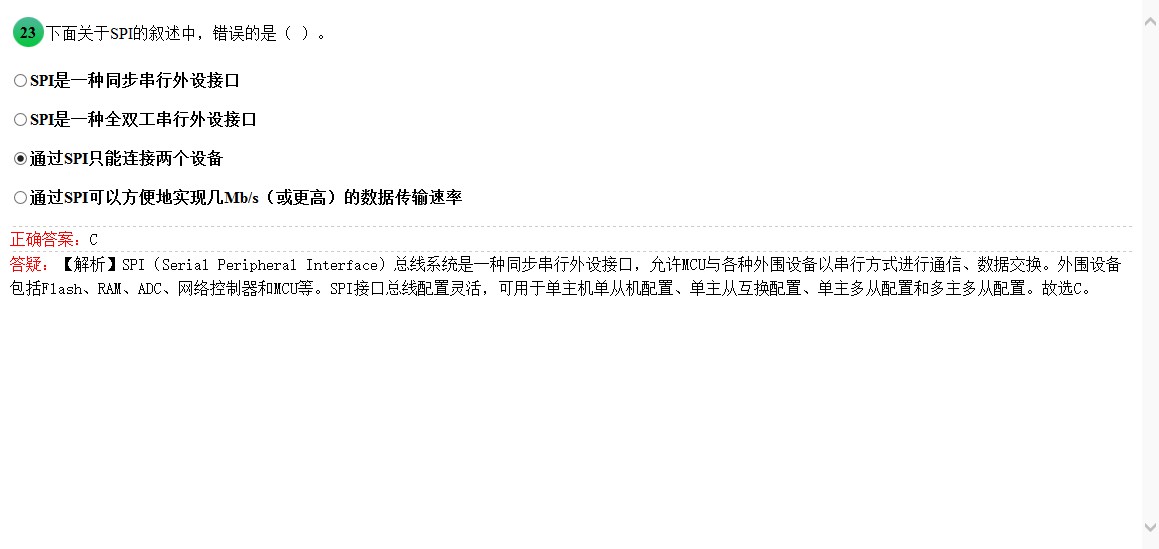 23 下面关于SPI的叙述中，错误的是（ ）。
SPI是一种同步串行外设接口
SPI是一种全双工串行外设接口
通过SPI只能连接两个设备
通过SPI可以方便地实现几Mb/s（或更高）的数据传输速率
正确答案：C
答疑：【解析】SPI（Serial Peripheral Interface）总线系统是一种同步串行外设接口，允许MCU与各种外围设备以串行方式进行通信、数据交换。外围设备
包括Flash、RAM、ADC、网络控制器和MCU等。SPI接口总线配置灵活，可用于单主机单从机配置、单主从互换配置、单主多从配置和多主多从配置。故选C。